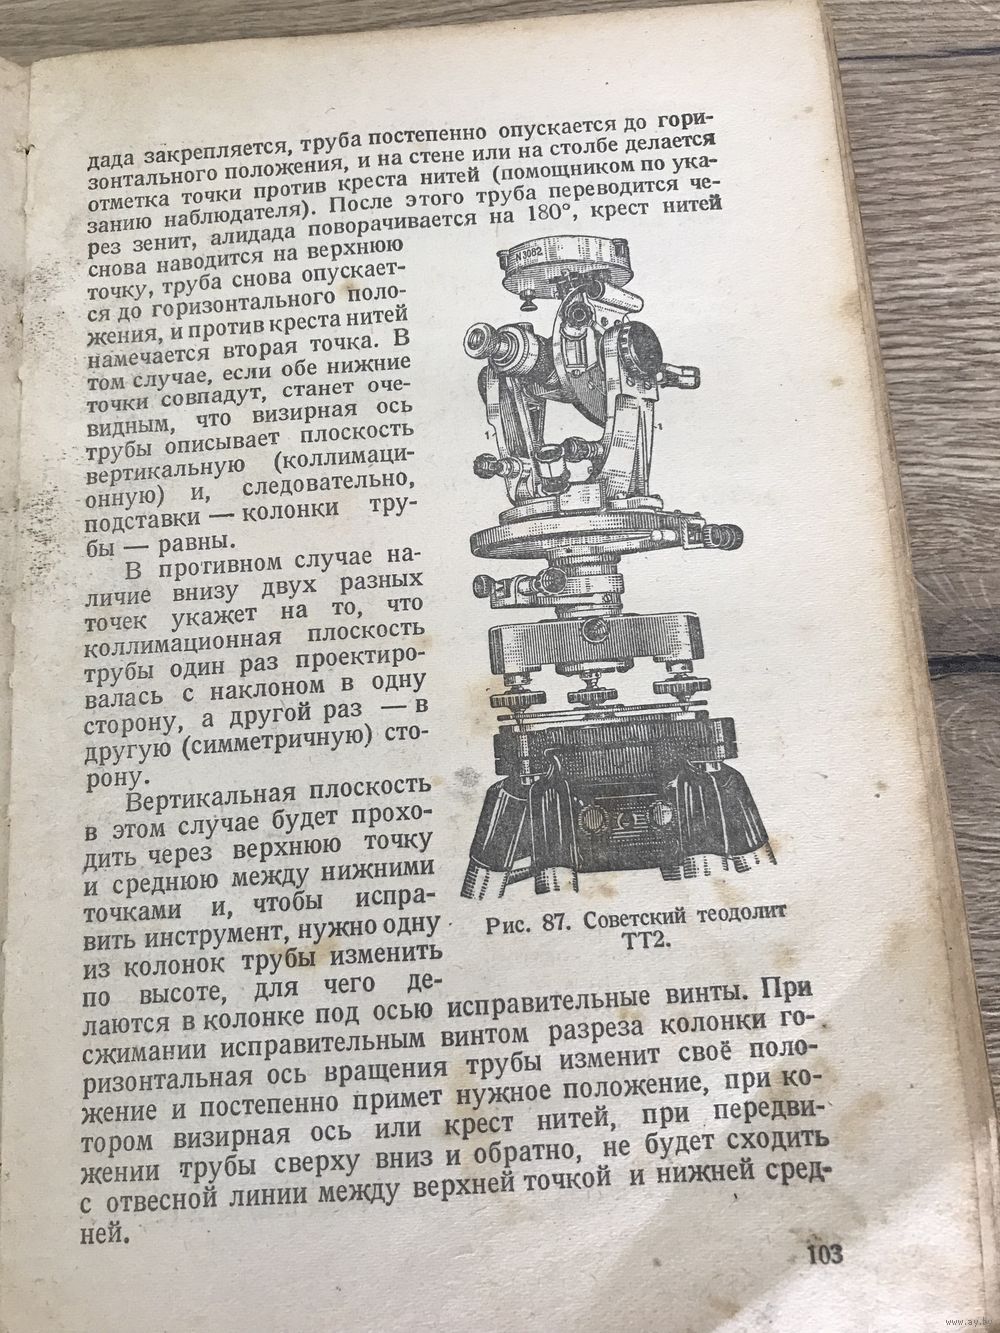 дада закрепляется, труба постепенно опускается до гори-
зонтального положения, и на стене или на столбе делается
отметка точки против креста нитей (помощником по ука-
занию наблюдателя). После этого труба переводится че-
рез зенит, алидада поворачивается на 180°, крест нитей
снова наводится на верхнюю
точку, труба снова опускает-
ся до горизонтального поло-
жения, и против креста нитей
намечается вторая точка. В
том случае, если обе нижние
точки совпадут, станет оче-
видным, что визирная ось
трубы описывает плоскость
вертикальную (коллимаци-
онную) и, следовательно,
подставки — колонки тру-
бы — равны.
В противном случае на-
личие внизу двух разных
точек укажет на то, что
коллимационная плоскость
трубы один раз проектиро-
валась с наклоном в одну
сторону, а другой раз — в
другую (симметричную) сто-
рону.
Вертикальная плоскость
в этом случае будет прохо-
дить через верхнюю точку
и среднюю между нижними
точками и, чтобы испра-
вить инструмент, нужно одну
из колонок трубы изменить
по высоте, для чего де-
лаются в колонке под осью исправительные винты. При
сжимании исправительным винтом разреза колонки го-
ризонтальная ось вращения трубы изменит своё поло-
жение и постепенно примет нужное положение, при ко-
тором визирная ось или крест нитей, при передви-
жении трубы сверху вниз и обратно, не будет сходить
с отвесной линии между верхней точкой и нижней сред-
ней.
N 3082
1
1
Рис. 87. Советский теодолит
ТТ2.
103
www.ay.by